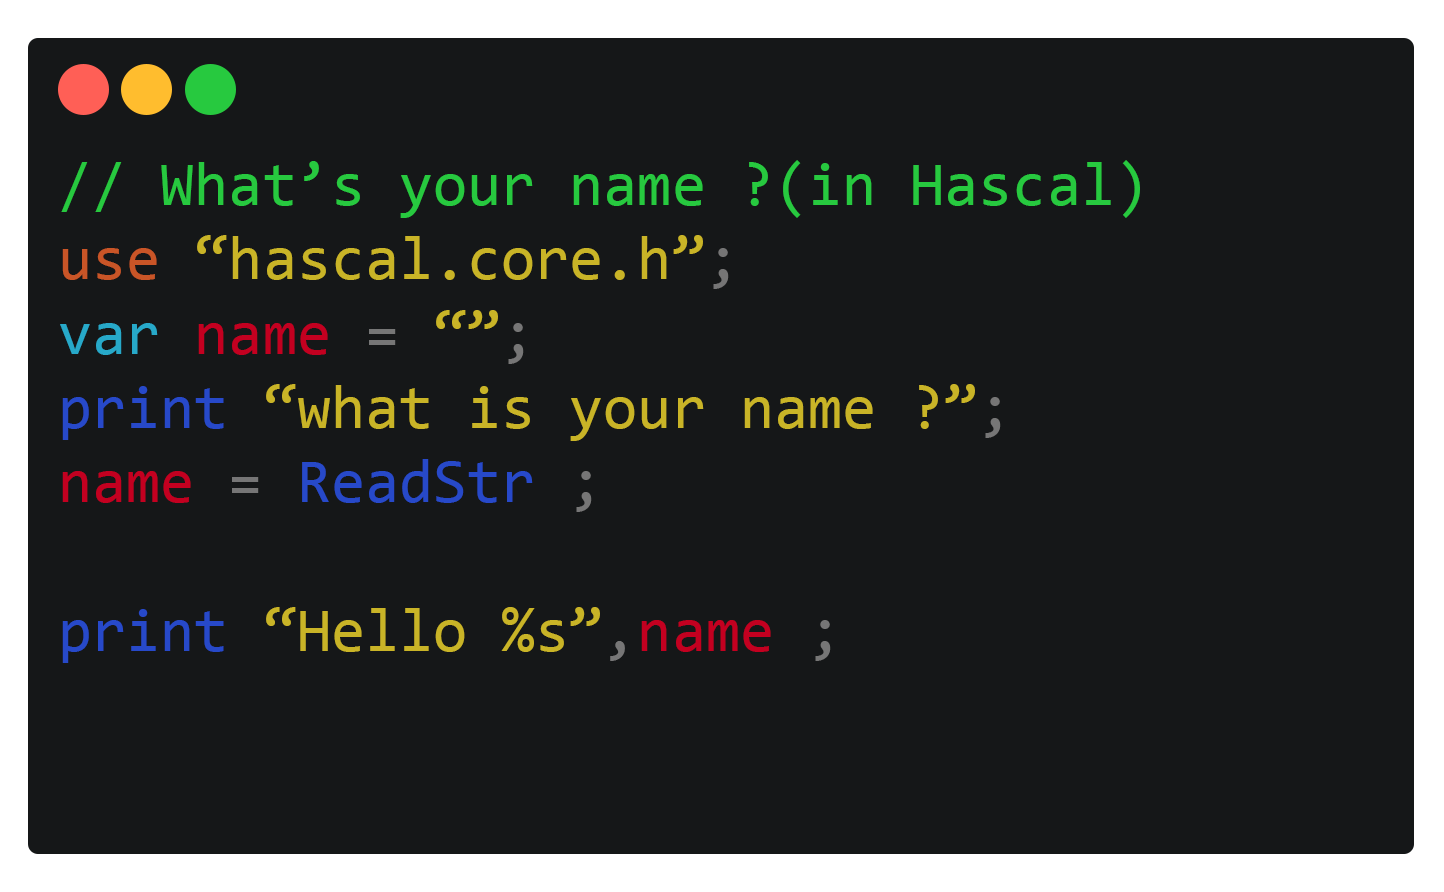 // What’s your name ?(in Hascal)
use “hascal.core.h”;
var name = “”;
print “what is your name ?”;
name = ReadStr ;
print “Hello %s”,name ;